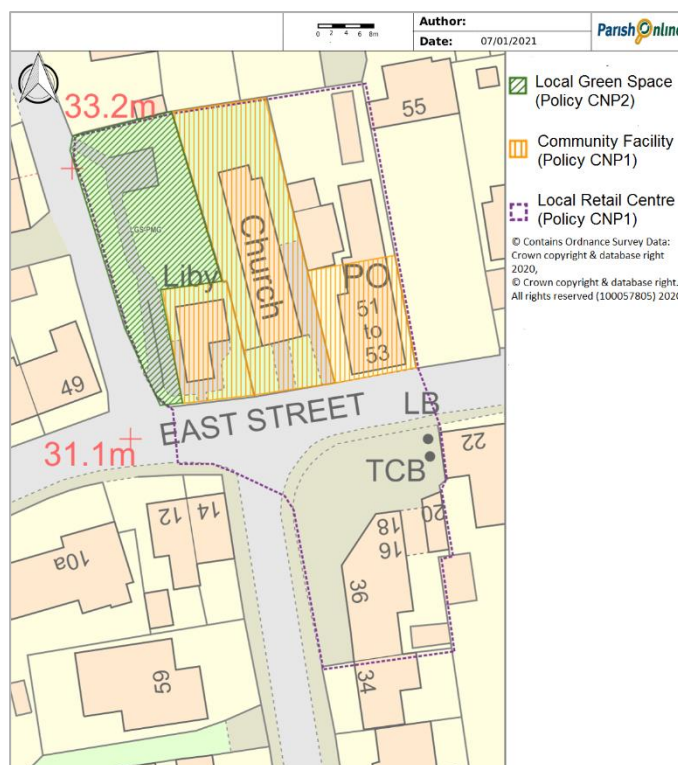 0 2 4 6 8m
Author:
Date: 07/01/2021
Parish Online
33.2m
55
Local Green Space
(Policy CNP2)
Community Facility
(Policy CNP1)
Local Retail Centre
(Policy CNP1)
© Contains Ordnance Survey Data:
Crown copyright & database right
2020,
© Crown copyright & database right.
All rights reserved (100057805) 2020
Liby
Church
PO
51
to
53
49
EAST STREET
LB
31.1m
TCB
22
12
14
20
18
16
10a
36
59
34